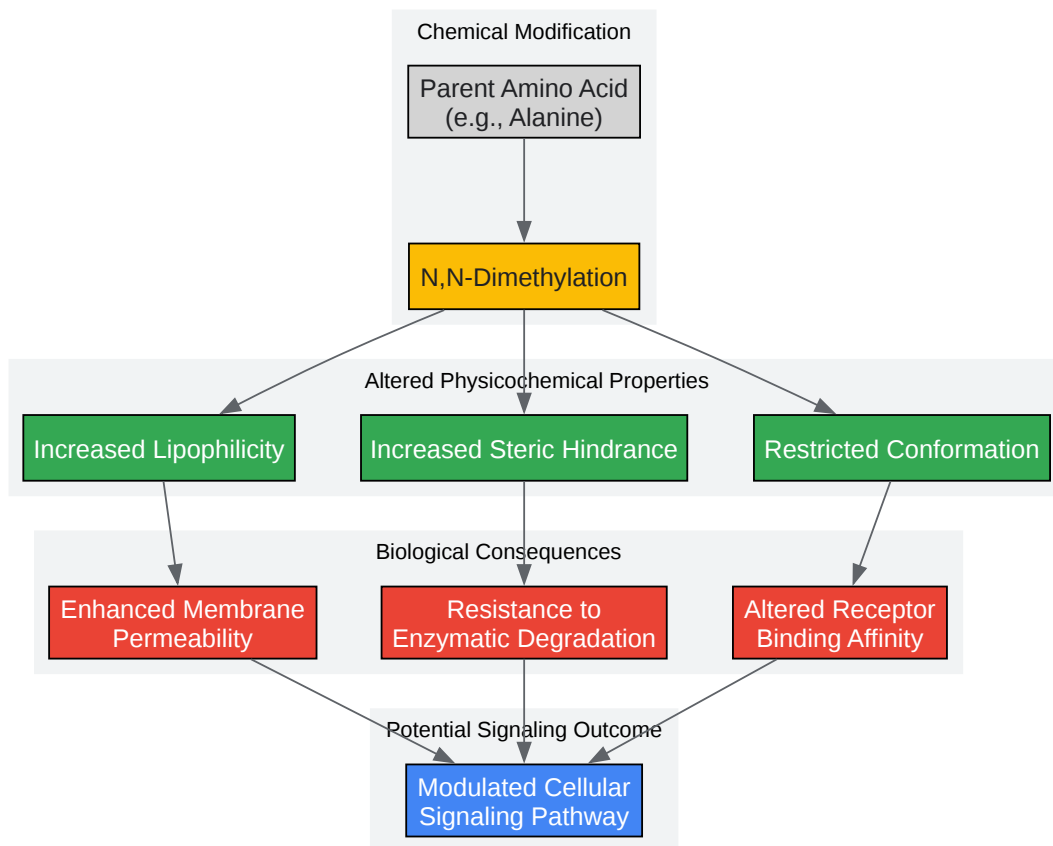 Chemical Modification
Parent Amino Acid
(e.g., Alanine)
N,N-Dimethylation
Altered Physicochemical Properties
Increased Lipophilicity
Increased Steric Hindrance
Restricted Conformation
Biological Consequences
Enhanced Membrane
Permeability
Resistance to
Enzymatic Degradation
Altered Receptor
Binding Affinity
Potential Signaling Outcome
Modulated Cellular
Signaling Pathway